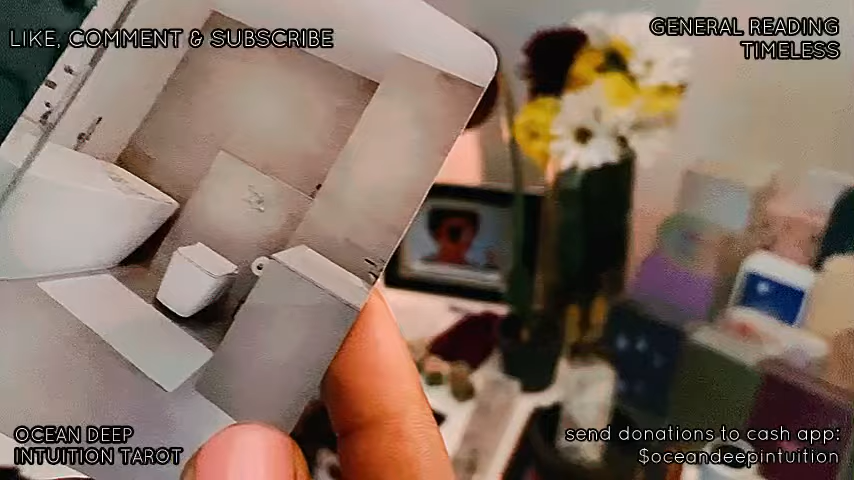 LIKE, COMMENT & SUBSCRIBE
GENERAL READING
TIMELESS
OCEAN DEEP
INTUITION TAROT
send donations to cash app:
$oceandeepintuition